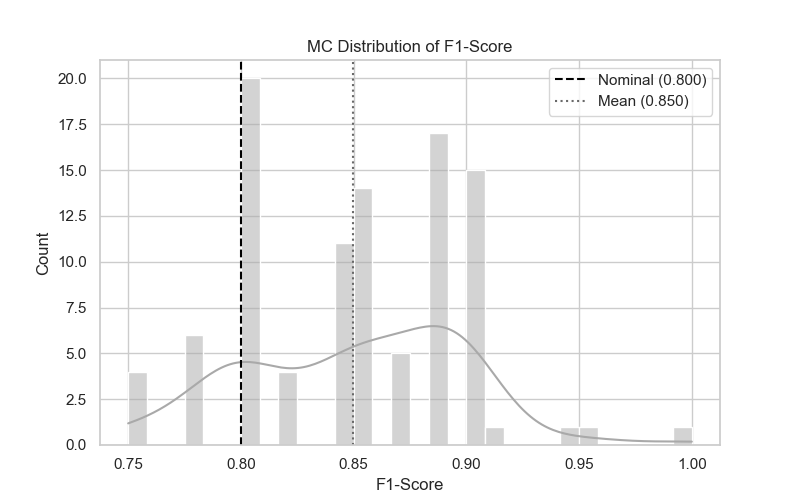 MC Distribution of F1-Score
Nominal (0.800)
Mean (0.850)
20.0
17.5
15.0
12.5
10.0
7.5
5.0
2.5
0.0
Count
0.75 0.80 0.85 0.90 0.95 1.00
F1-Score